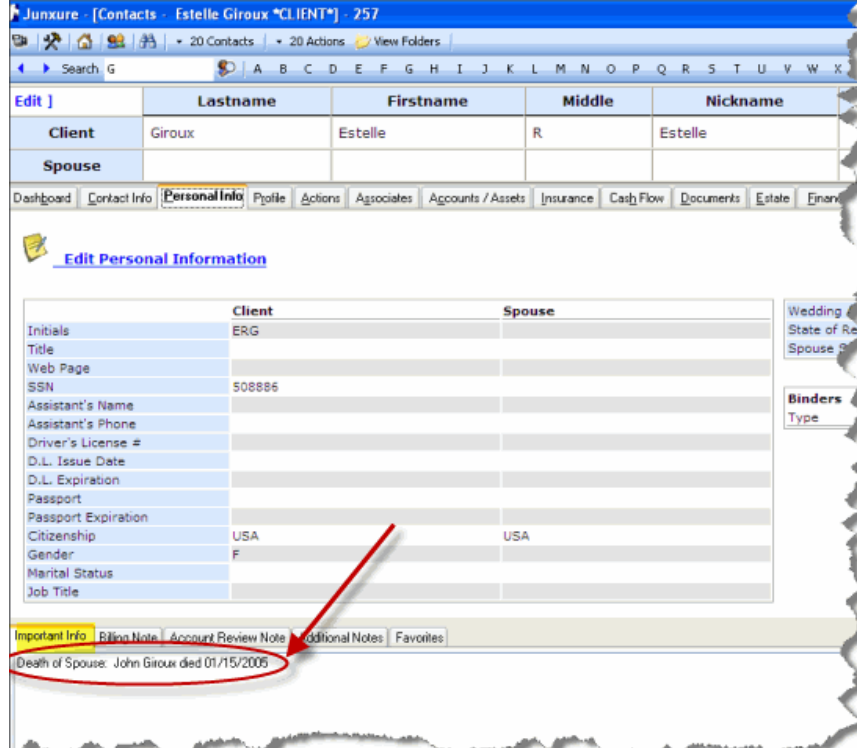 Junxure - [Contacts - Estelle Giroux *CLIENT*] - 257
20 Contacts 20 Actions View Folders
Search G A B C D E F G H I J K L M N O P Q R S T U V W X
Edit ] Lastname Firstname Middle Nickname
Client Giroux Estelle R Estelle
Spouse
Dashboard Contact Info Personal Info Profile Actions Associates Accounts / Assets Insurance Cash Flow Documents Estate
Edit Personal Information
Client Spouse Wedding
Initials ERG State of
Title Spouse
Web Page
SSN 508886
Assistant's Name Binders
Assistant's Phone Type
Driver's License #
D.L. Issue Date
D.L. Expiration
Passport
Passport Expiration
Citizenship USA USA
Gender F
Marital Status
Job Title
Important Info Billing Note Account Review Note Additional Notes Favorites
Death of Spouse: John Giroux died 01/15/2005